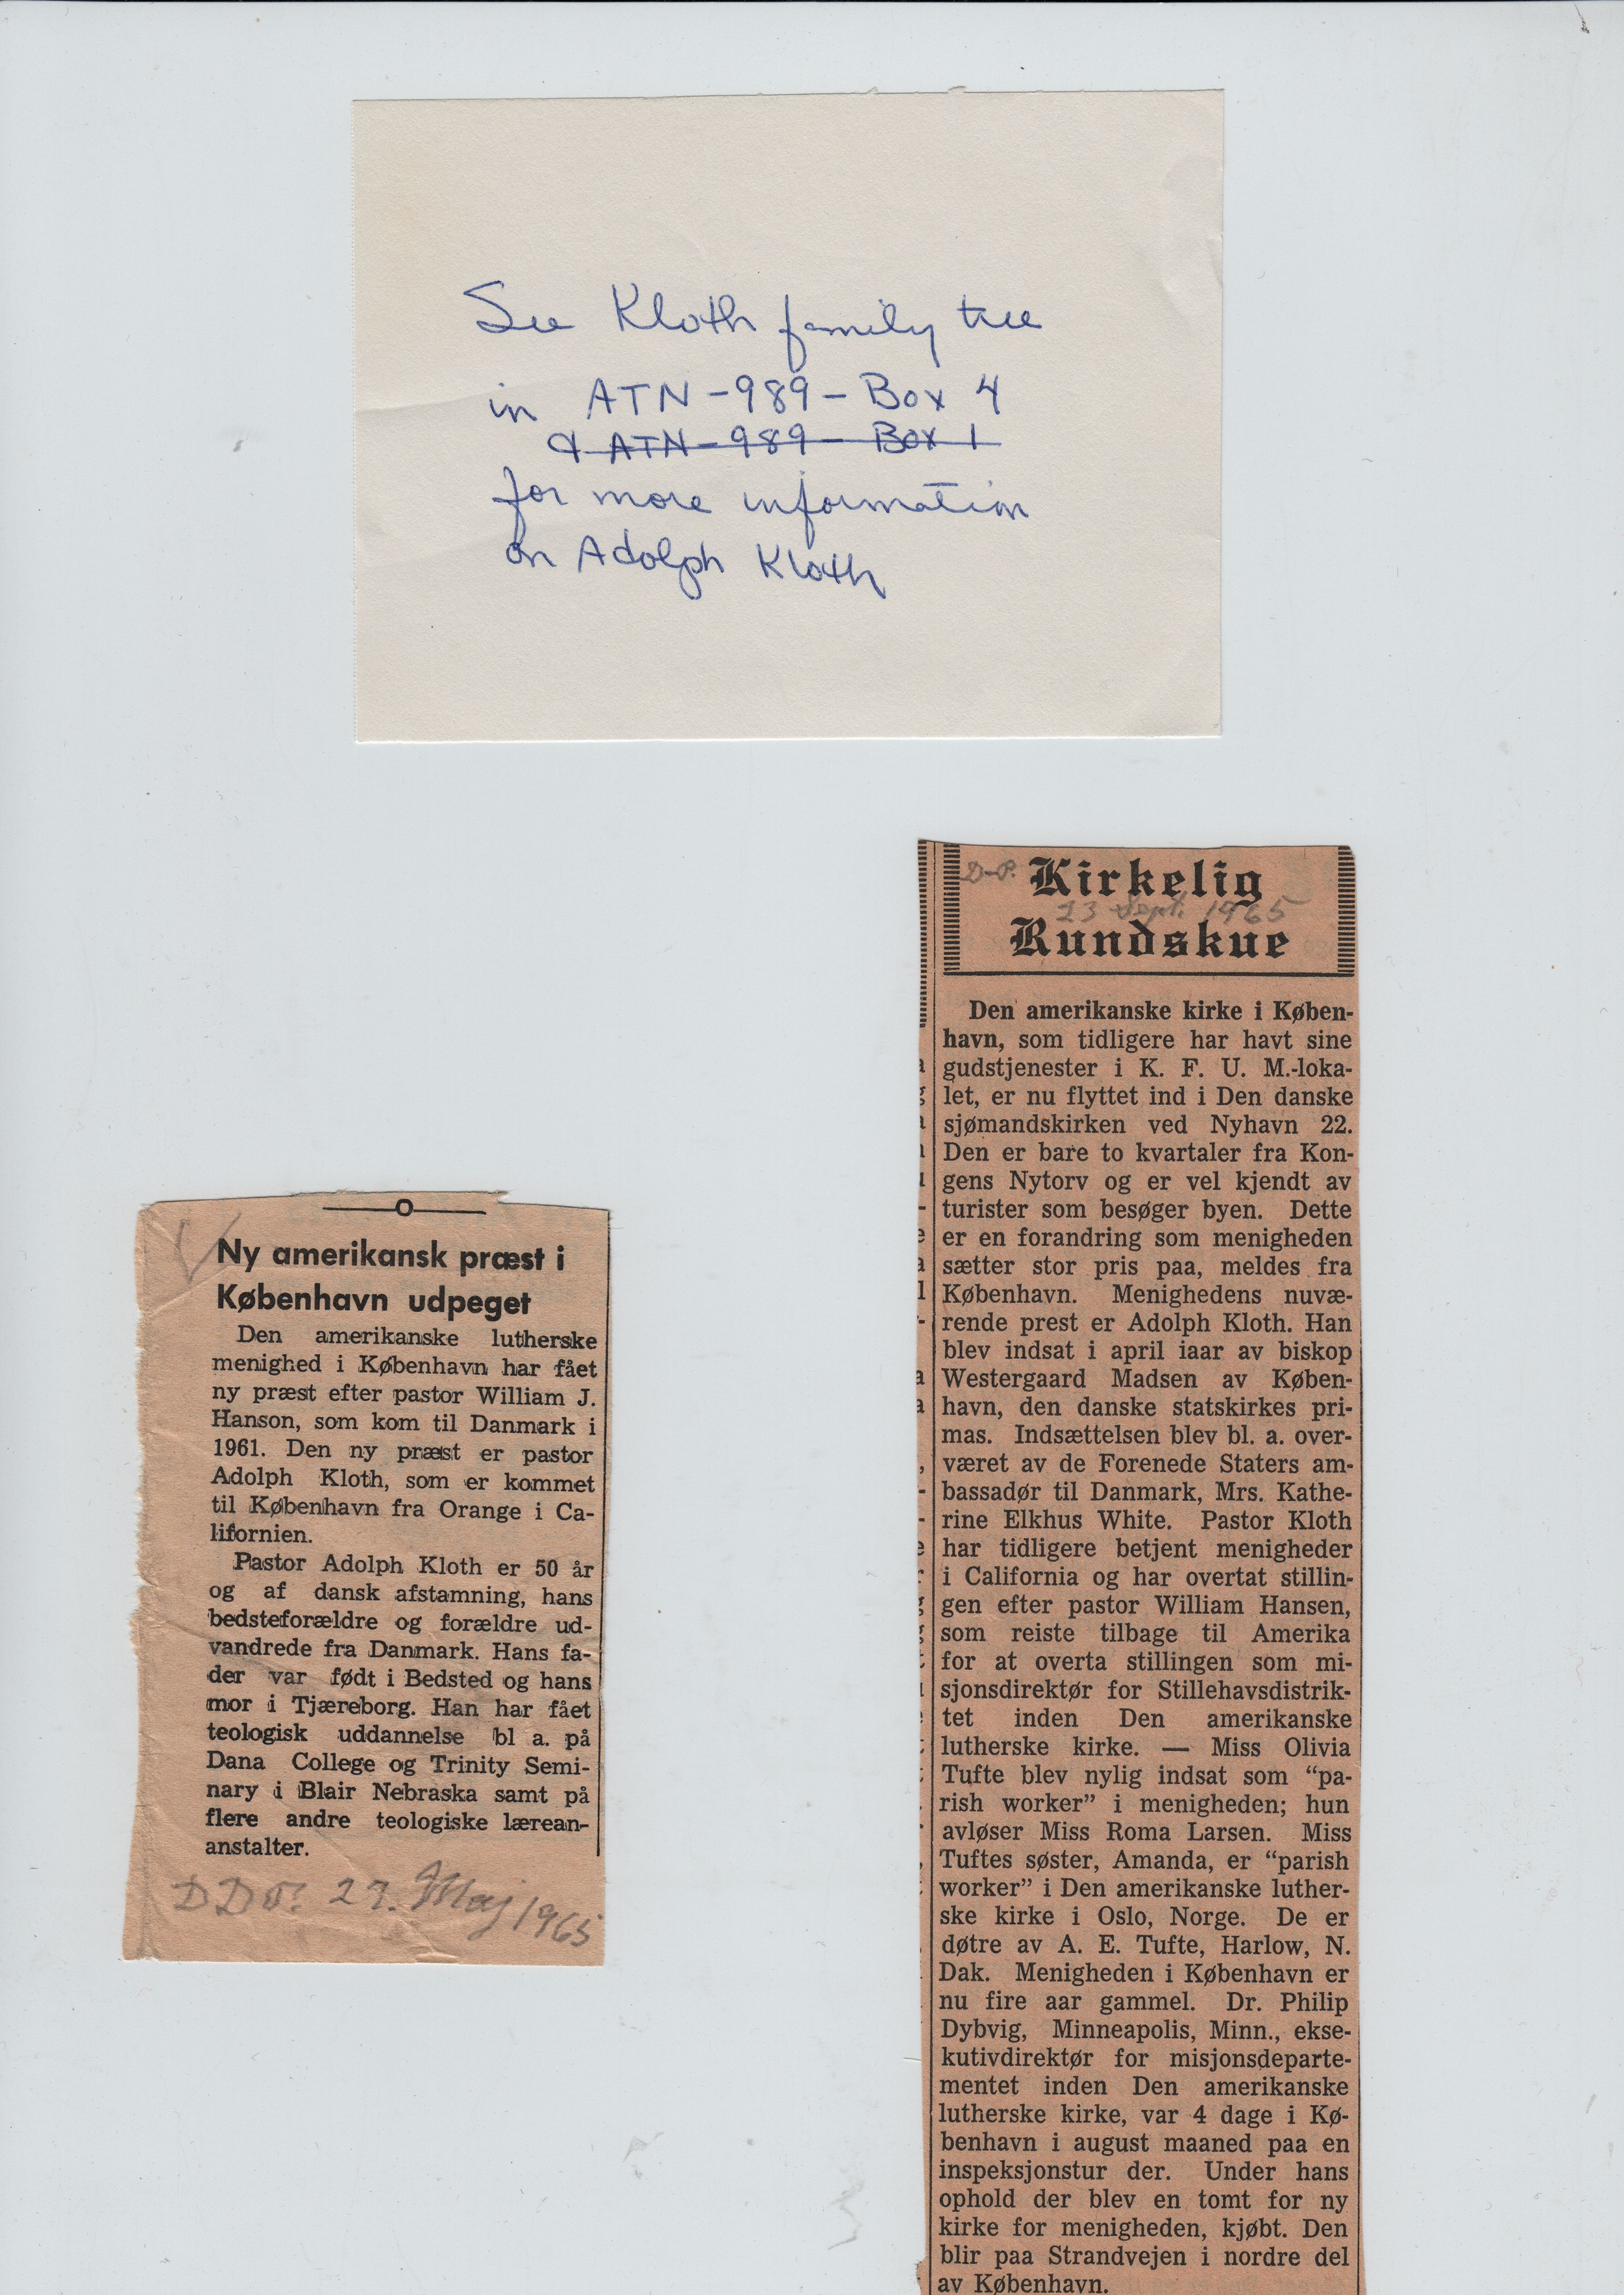 See Kloth family tree
in ATN-989-Box 4
& ATN-989-Box 1
for more information
on Adolph Kloth
Ny amerikansk præst i
København udpeget
Den amerikanske lutherske
menighed i København har fået
ny præst efter pastor William J.
Hanson, som kom til Danmark i
1961. Den ny præst er pastor
Adolph Kloth, som er kommet
til København fra Orange i Ca-
lifornien.
Pastor Adolph Kloth er 50 år
og af dansk afstamning, hans
bedsteforældre og forældre ud-
vandrede fra Danmark. Hans fa-
der var født i Bedsted og hans
mor i Tjæreborg. Han har fået
teologisk uddannelse bl a. på
Dana College og Trinity Semi-
nary i Blair Nebraska samt på
flere andre teologiske lærean-
anstalter.
Maj 1965
D-P.
Kirkelig
23 Sept. 1965
Rundskue
Den amerikanske kirke i Køben-
havn, som tidligere har havt sine
gudstjenester i K. F. U. M.-loka-
let, er nu flyttet ind i Den danske
sjømandskirken ved Nyhavn 22.
Den er bare to kvartaler fra Kon-
gens Nytorv og er vel kjendt av
turister som besøger byen. Dette
er en forandring som menigheden
sætter stor pris paa, meldes fra
København. Menighedens nuvæ-
rende prest er Adolph Kloth. Han
blev indsat i april iaar av biskop
Westergaard Madsen av Køben-
havn, den danske statskirkes pri-
mas. Indsættelsen blev bl. a. over-
været av de Forenede Staters am-
bassadør til Danmark, Mrs. Kathe-
rine Elkhus White. Pastor Kloth
har tidligere betjent menigheder
i California og har overtat stillin-
gen efter pastor William Hansen,
som reiste tilbage til Amerika
for at overta stillingen som mi-
sjonsdirektør for Stillehavsdistrik-
tet inden Den amerikanske
lutherske kirke. — Miss Olivia
Tufte blev nylig indsat som “pa-
rish worker” i menigheden; hun
avløser Miss Roma Larsen. Miss
Tuftes søster, Amanda, er “parish
worker” i Den amerikanske luther-
ske kirke i Oslo, Norge. De er
døtre av A. E. Tufte, Harlow, N.
Dak. Menigheden i København er
nu fire aar gammel. Dr. Philip
Dybvig, Minneapolis, Minn., ekse-
kutivdirektør for misjonsdeparte-
mentet inden Den amerikanske
lutherske kirke, var 4 dage i Kø-
benhavn i august maaned paa en
inspeksjonstur der. Under hans
ophold der blev en tomt for ny
kirke for menigheden, kjøbt. Den
blir paa Strandvejen i nordre del
av København.